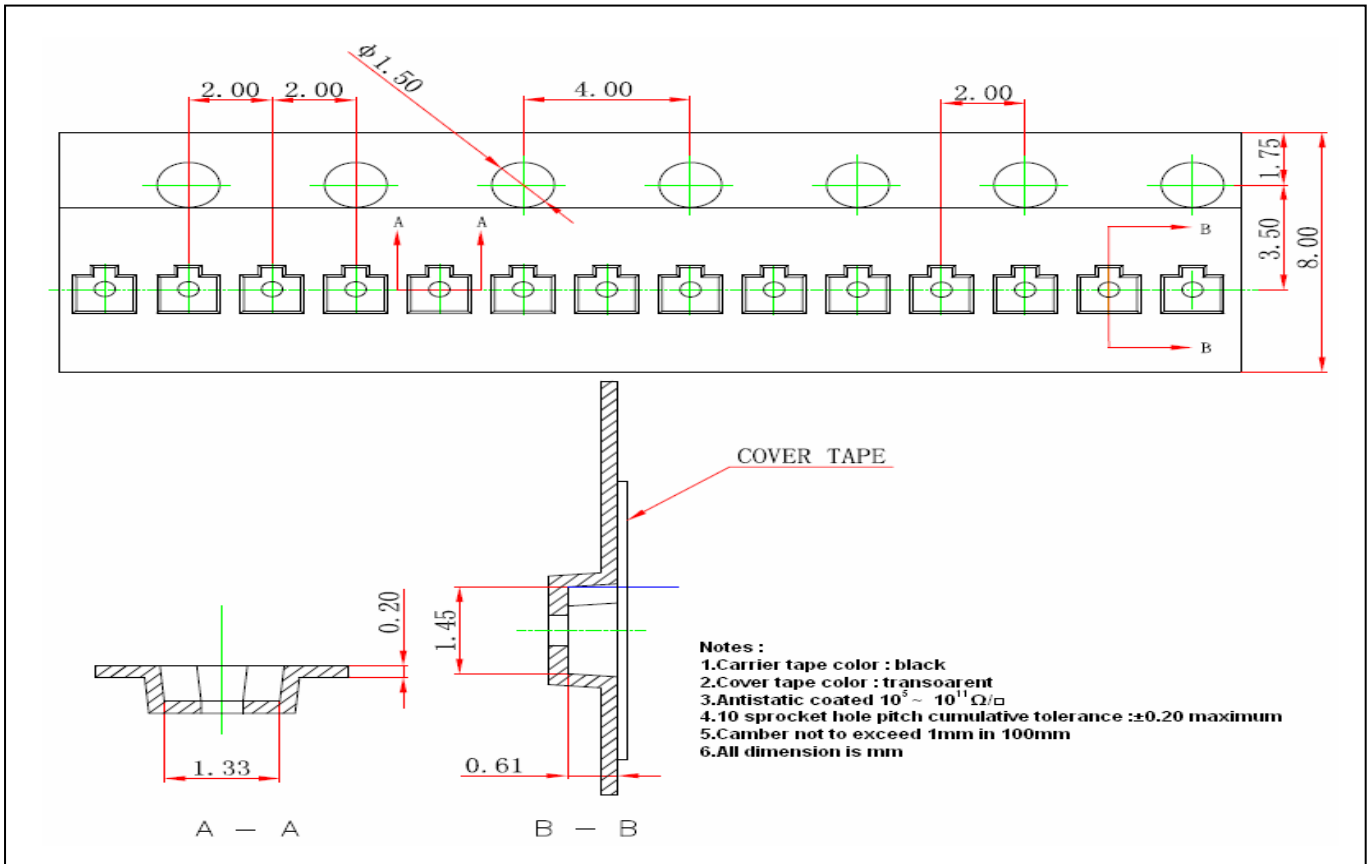 φ1.50
2.00 2.00 4.00 2.00
1.75
3.50
8.00
A A
B
B
COVER TAPE
0.20
1.33
A - A
1.45
0.61
B - B
Notes :
1.Carrier tape color : black
2.Cover tape color : transoarent
3.Antistatic coated 10⁵ ~ 10¹¹ Ω/□
4.10 sprocket hole pitch cumulative tolerance :±0.20 maximum
5.Camber not to exceed 1mm in 100mm
6.All dimension is mm